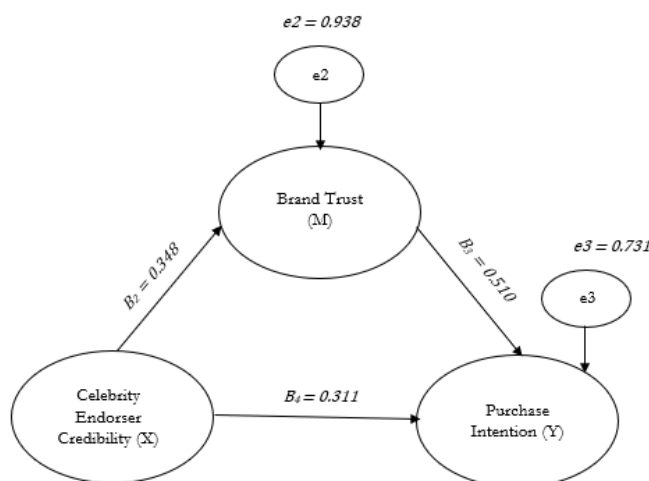 e2 = 0.938
e2
Brand Trust
(M)
B₂ = 0.348
B₃ = 0.510
e3 = 0.731
e3
Celebrity
Endorser
Credibility (X)
B₄ = 0.311
Purchase
Intention (Y)